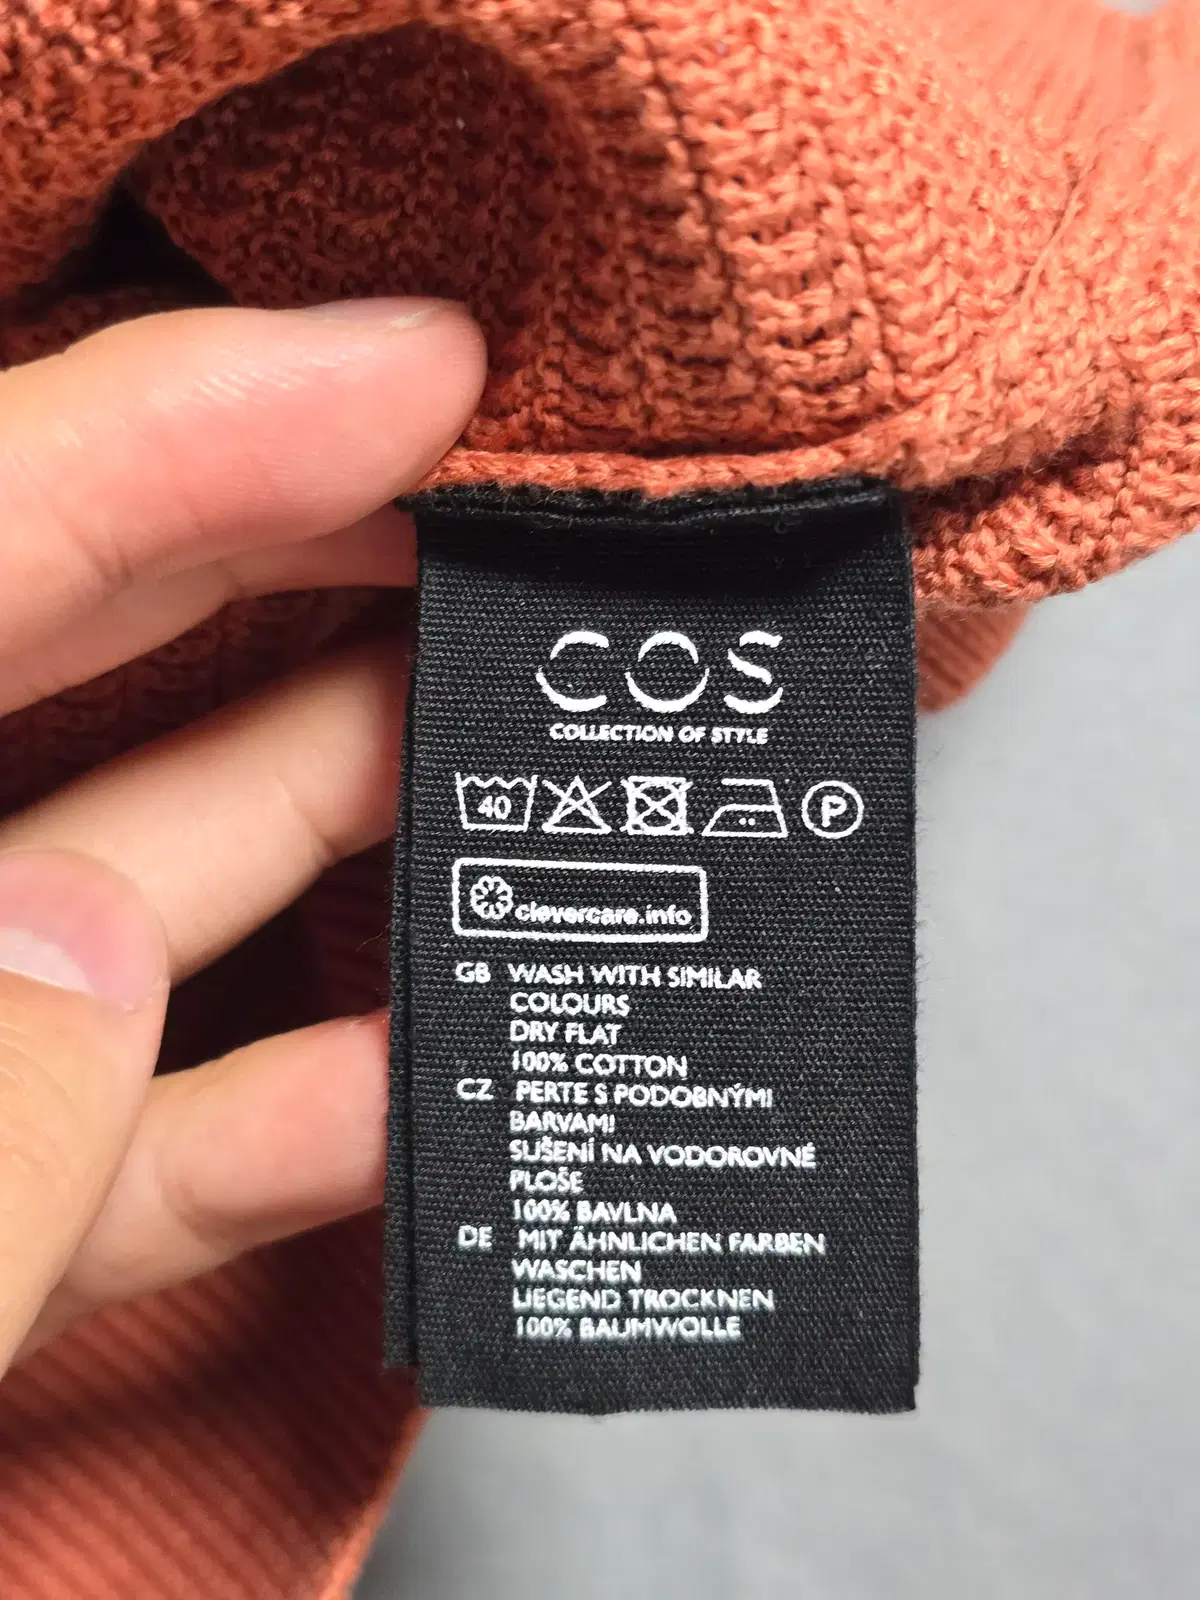 COS
COLLECTION OF STYLE
40 P
clevercare.info
GB WASH WITH SIMILAR
COLOURS
DRY FLAT
100% COTTON
CZ PERTE S PODOBNÝMI
BARVAMI
SUŠENÍ NA VODOROVNÉ
PLOŠE
100% BAVLNA
DE MIT ÄHNLICHEN FARBEN
WASCHEN
LIEGEND TROCKNEN
100% BAUMWOLLE